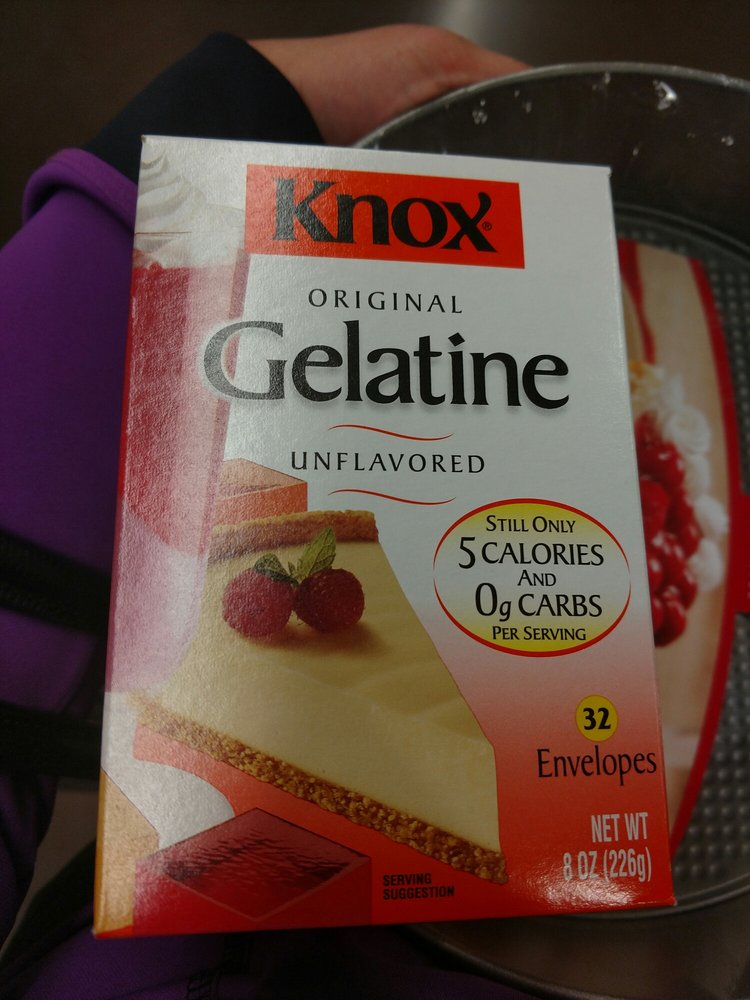 Knox®
ORIGINAL
Gelatine
UNFLAVORED
STILL ONLY
5 CALORIES
AND
0g CARBS
PER SERVING
32
Envelopes
NET WT
8 OZ (226g)
SERVING
SUGGESTION